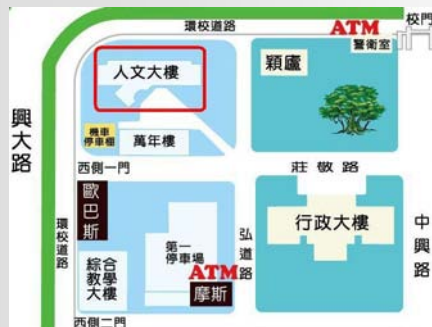 環校道路
ATM
校門
警衛室
人文大樓
穎廬
興大路
機車
停車棚
萬年樓
西側一門
莊敬路
歐巴斯
環校道路
綜合
教學
大樓
第一
停車場
ATM
摩斯
弘道路
行政大樓
中興路
西側二門